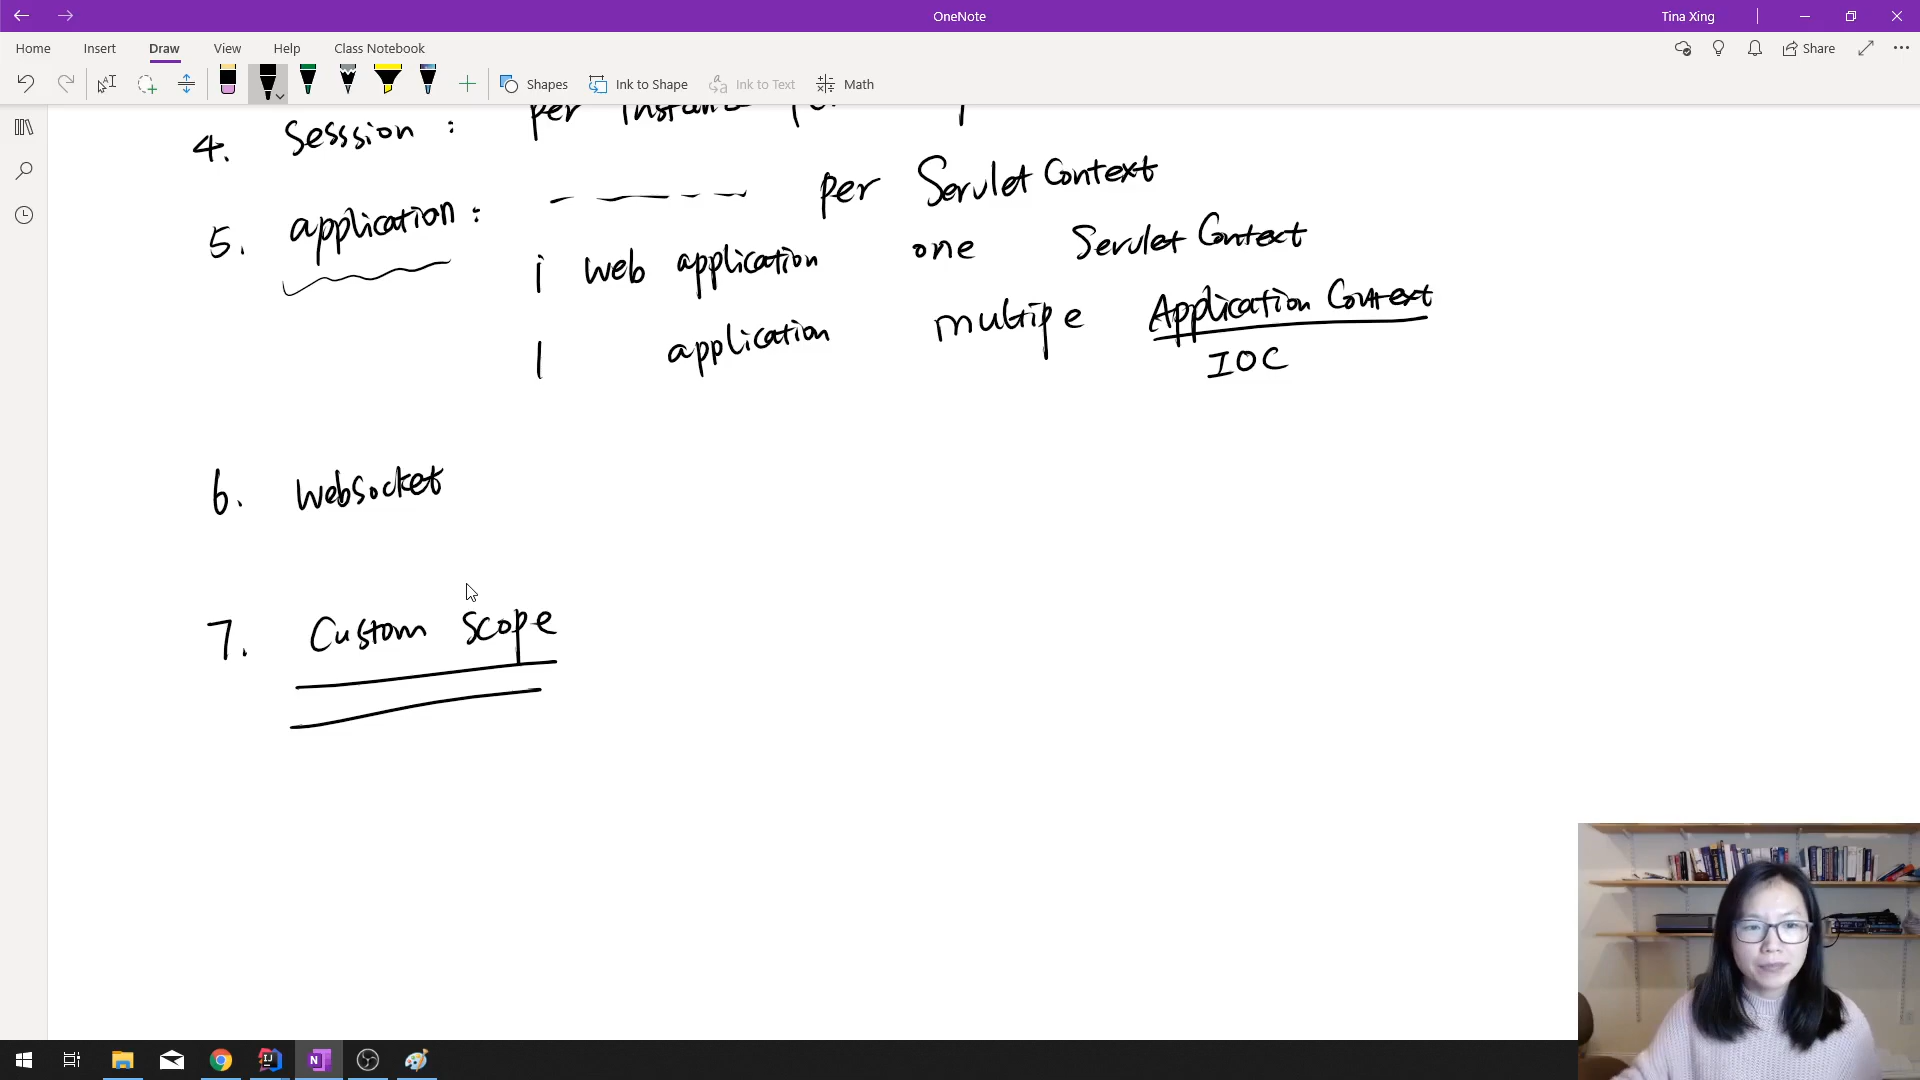 OneNote
Tina Xing
Home Insert Draw View Help Class Notebook
Share
Shapes Ink to Shape Ink to Text Math
per
4. Sesssion :
5. application : per Servlet Context
1 web application one Servlet Context
1 application multipe Application Context
IOC
6. Websocket
7. Custom Scope